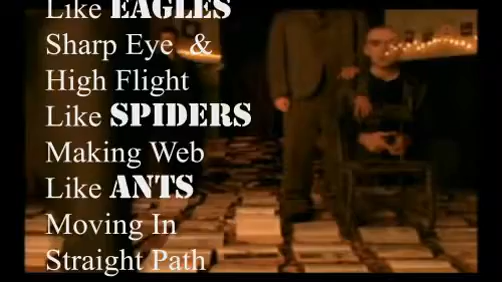 Like EAGLES
Sharp Eye &
High Flight
Like SPIDERS
Making Web
Like ANTS
Moving In
Straight Path